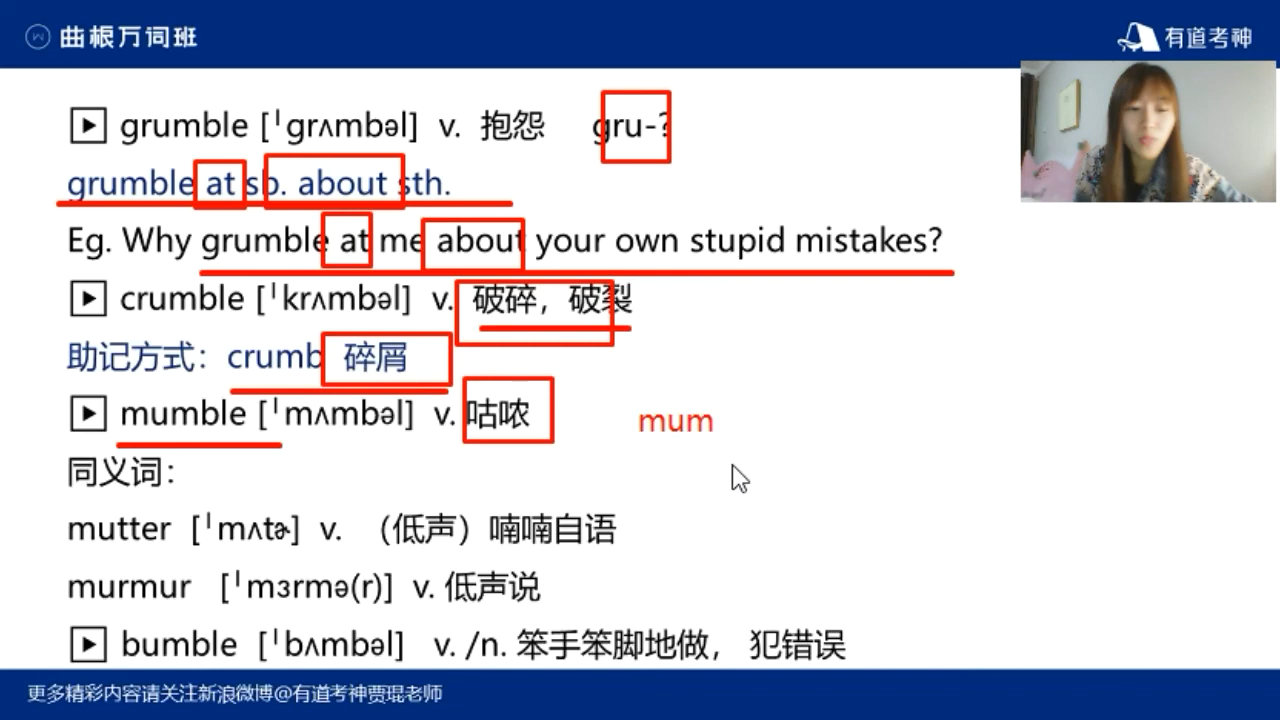 曲根万词班
有道考神
grumble [ˈgrʌmbəl] v. 抱怨 gru-?
grumble at sb. about sth.
Eg. Why grumble at me about your own stupid mistakes?
crumble [ˈkrʌmbəl] v. 破碎，破裂
助记方式：crumb 碎屑
mumble [ˈmʌmbəl] v. 咕哝 mum
同义词：
mutter [ˈmʌtɚ] v. （低声）喃喃自语
murmur [ˈmɜrmə(r)] v. 低声说
bumble [ˈbʌmbəl] v. /n. 笨手笨脚地做， 犯错误
更多精彩内容请关注新浪微博@有道考神贾琨老师